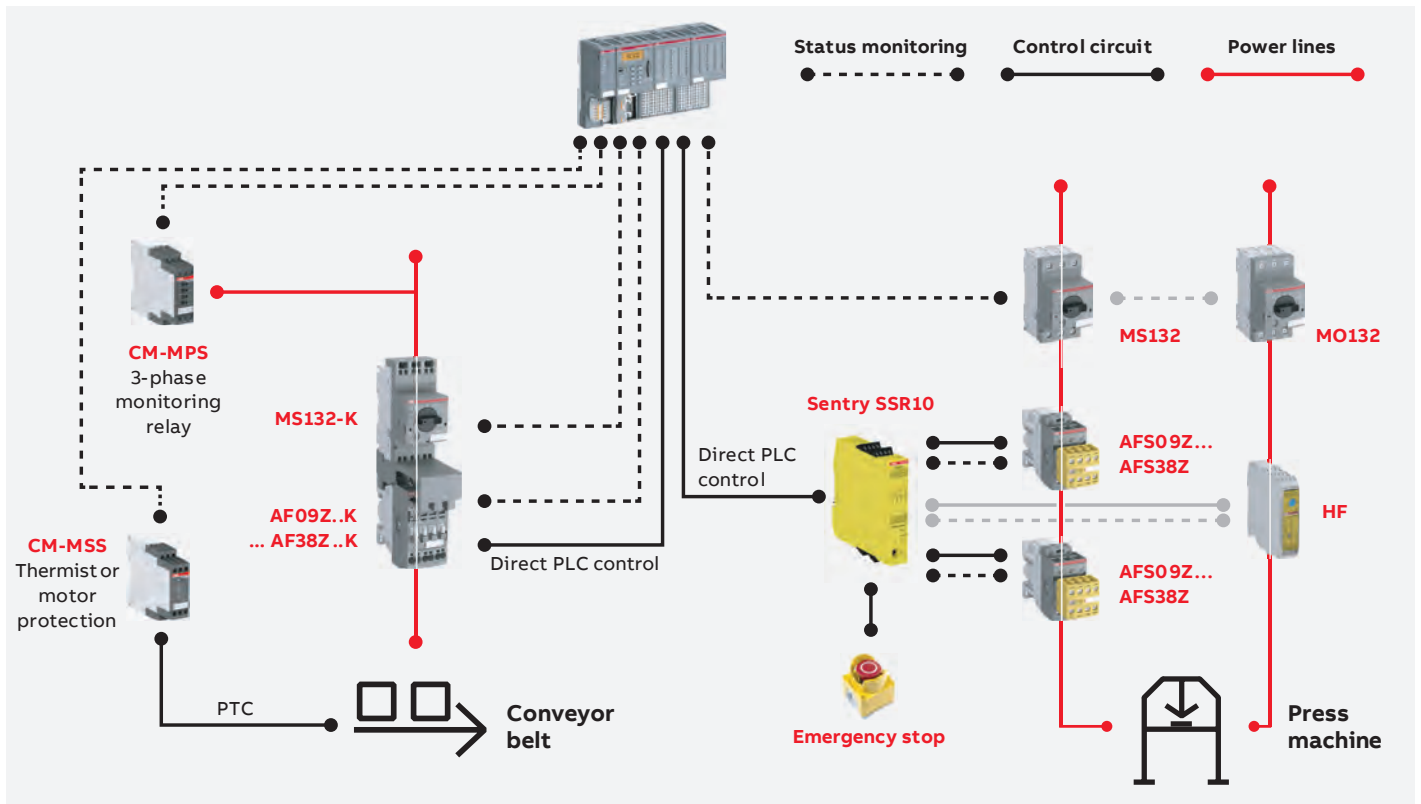 Status monitoring
Control circuit
Power lines
CM-MPS
3-phase
monitoring
relay
MS132-K
MS132
MO132
Sentry SSR10
Direct PLC
control
AFS09Z...
AFS38Z
AF09Z..K
... AF38Z..K
Direct PLC control
HF
CM-MSS
Thermistor
motor
protection
AFS09Z...
AFS38Z
PTC
Conveyor
belt
Emergency stop
Press
machine